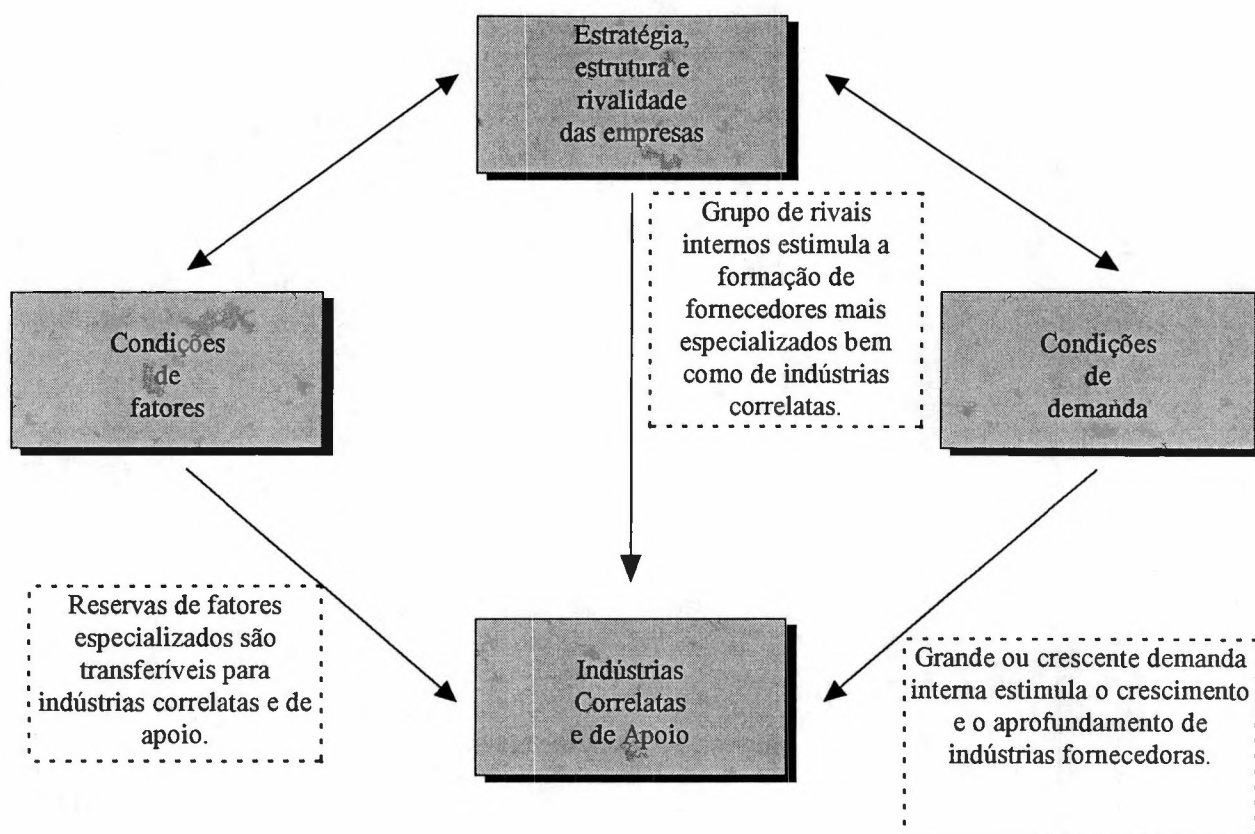 Estratégia,
estrutura e
rivalidade
das empresas
Grupo de rivais
internos estimula a
formação de
fornecedores mais
especializados bem
como de indústrias
correlatas.
Condições
de
fatores
Condições
de
demanda
Reservas de fatores
especializados são
transferíveis para
indústrias correlatas e de
apoio.
Indústrias
Correlatas
e de Apoio
Grande ou crescente demanda
interna estimula o crescimento
e o aprofundamento de
indústrias fornecedoras.